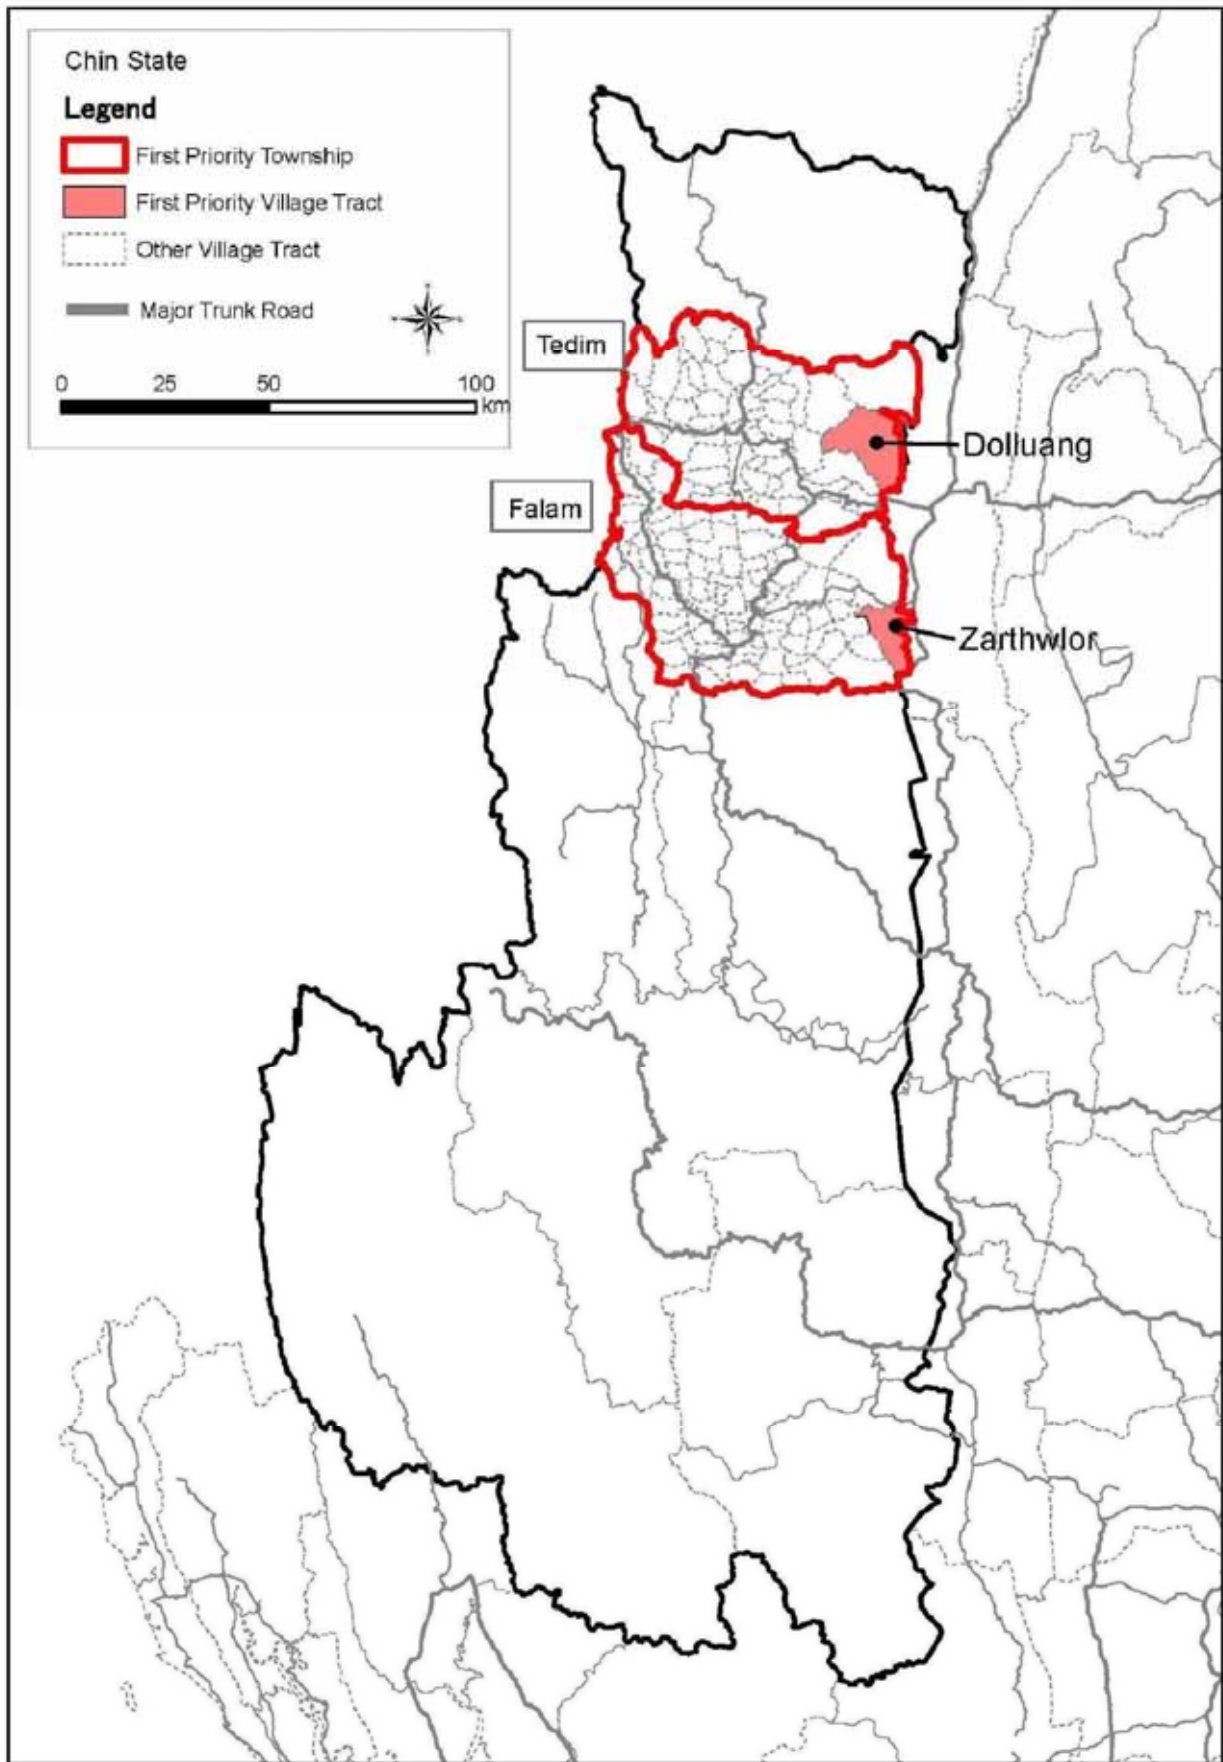 Chin State
Legend
First Priority Township
First Priority Village Tract
Other Village Tract
Major Trunk Road
0 25 50 100
km
Tedim
Dolluang
Falam
Zarthwlor